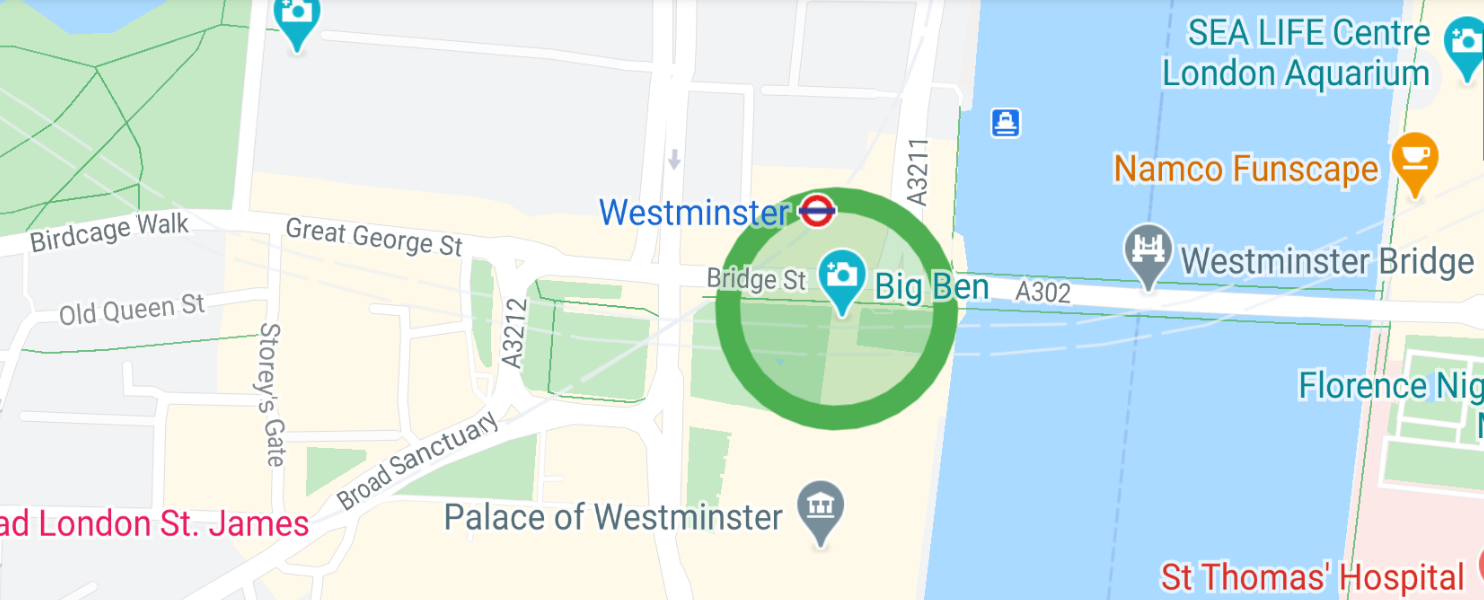 SEA LIFE Centre
London Aquarium
Namco Funscape
A3211
Westminster
Birdcage Walk
Great George St
Bridge St
Big Ben
A302
Westminster Bridge
Old Queen St
A3212
Storey's Gate
Florence Nig
Broad Sanctuary
Palace of Westminster
ad London St. James
St Thomas' Hospital